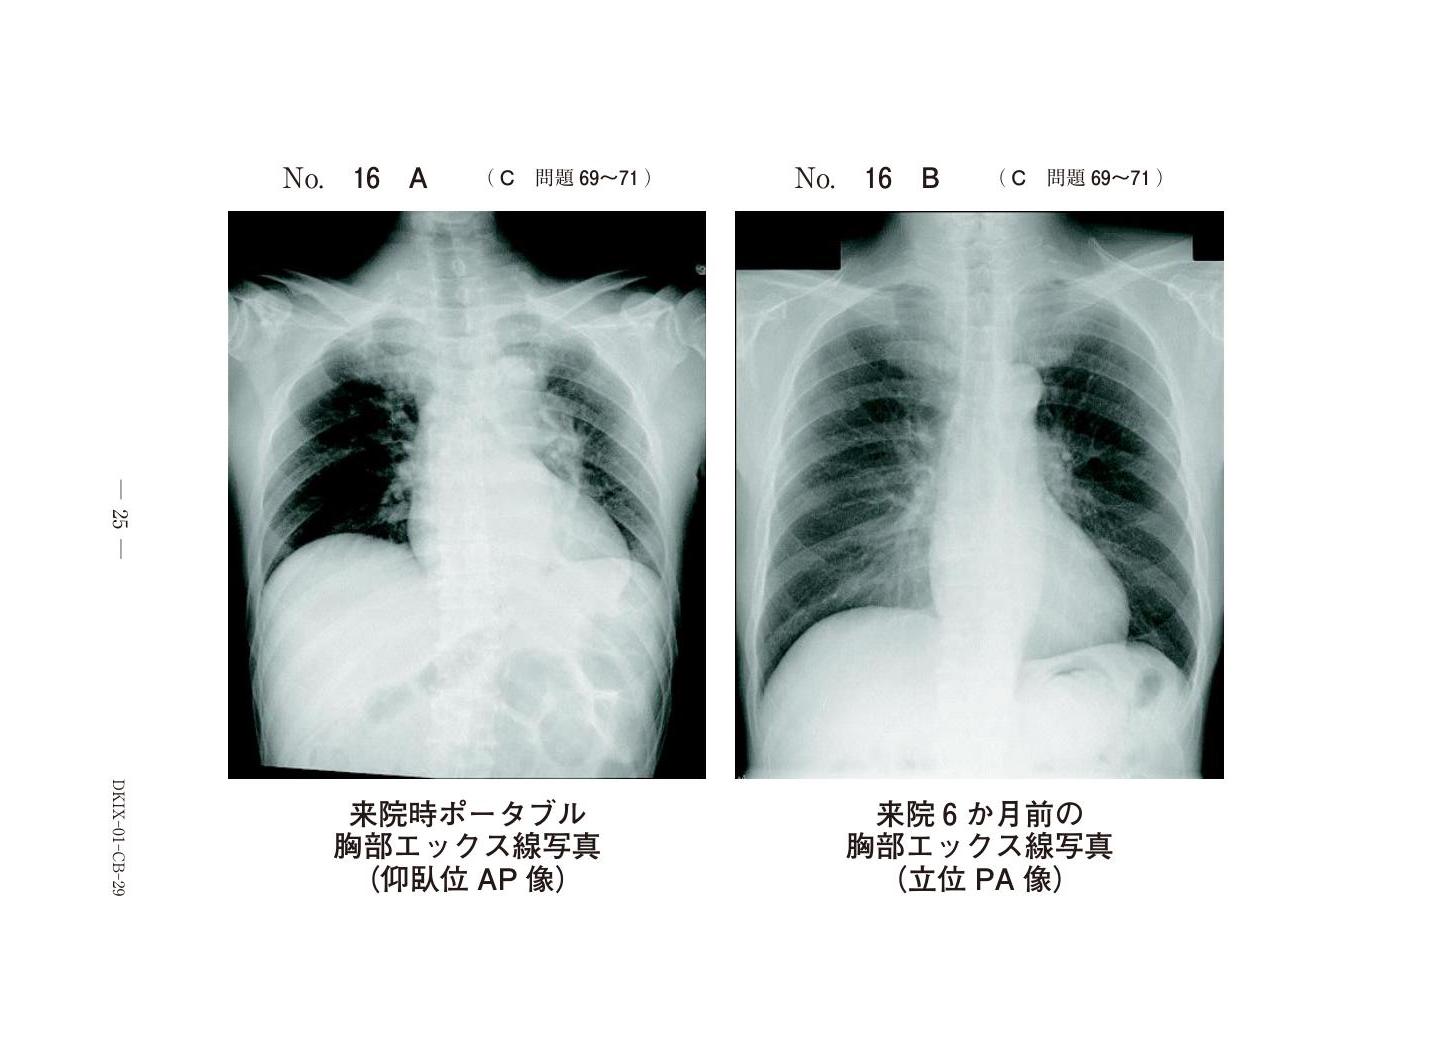 No. 16 A （C 問題 69～71）
来院時ポータブル
胸部エックス線写真
（仰臥位 AP 像）
No. 16 B （C 問題 69～71）
来院 6 か月前の
胸部エックス線写真
（立位 PA 像）
— 25 —
DKIX-01-CB-29